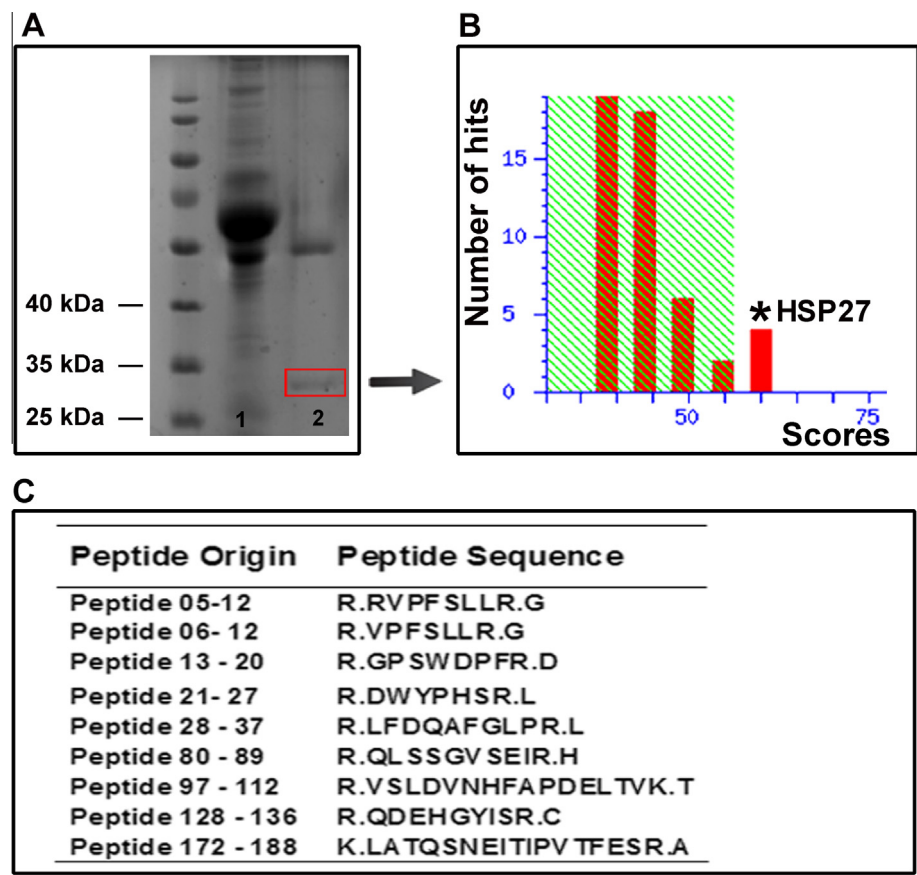 A
40 kDa
35 kDa
25 kDa
1
2
B
Number of hits
15
10
5
0
50
75
Scores
*HSP27
C
Peptide Origin Peptide Sequence
Peptide 05-12 R.RVPFSLLR.G
Peptide 06- 12 R.VPFSLLR.G
Peptide 13 - 20 R.GPSWDPFR.D
Peptide 21- 27 R.DWYPHSR.L
Peptide 28 - 37 R.LFDQAFGLPR.L
Peptide 80 - 89 R.QLSSGVSEIR.H
Peptide 97 - 112 R.VSLDVNHFAPDELTVK.T
Peptide 128 -136 R.QDEHGYISR.C
Peptide 172 -188 K.LATQSNEITIPVTFESR.A